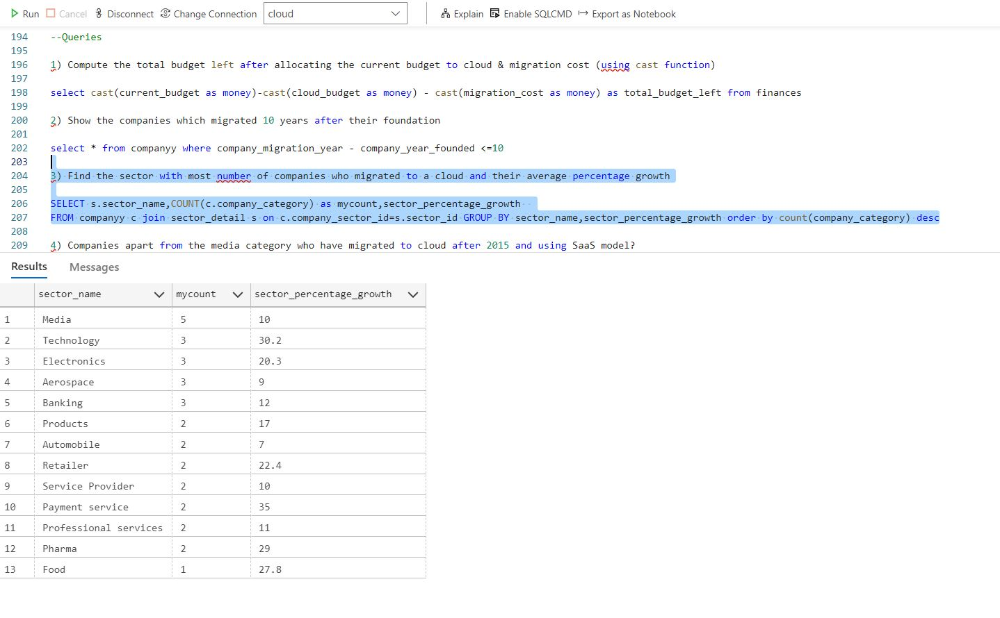 Run Cancel Disconnect Change Connection cloud Explain Enable SQLCMD Export as Notebook
194 --Queries
195
196 1) Compute the total budget left after allocating the current budget to cloud & migration cost (using cast function)
197
198 select cast(current_budget as money)-cast(cloud_budget as money) - cast(migration_cost as money) as total_budget_left from finances
199
200 2) Show the companies which migrated 10 years after their foundation
201
202 select * from companyy where company_migration_year - company_year_founded <=10
203
204 3) Find the sector with most number of companies who migrated to a cloud and their average percentage growth
205
206 SELECT s.sector_name,COUNT(c.company_category) as mycount,sector_percentage_growth
207 FROM companyy c join sector_detail s on c.company_sector_id=s.sector_id GROUP BY sector_name,sector_percentage_growth order by count(company_category) desc
208
209 4) Companies apart from the media category who have migrated to cloud after 2015 and using SaaS model?
Results Messages
sector_name mycount sector_percentage_growth
1 Media 5 10
2 Technology 3 30.2
3 Electronics 3 20.3
4 Aerospace 3 9
5 Banking 3 12
6 Products 2 17
7 Automobile 2 7
8 Retailer 2 22.4
9 Service Provider 2 10
10 Payment service 2 35
11 Professional services 2 11
12 Pharma 2 29
13 Food 1 27.8